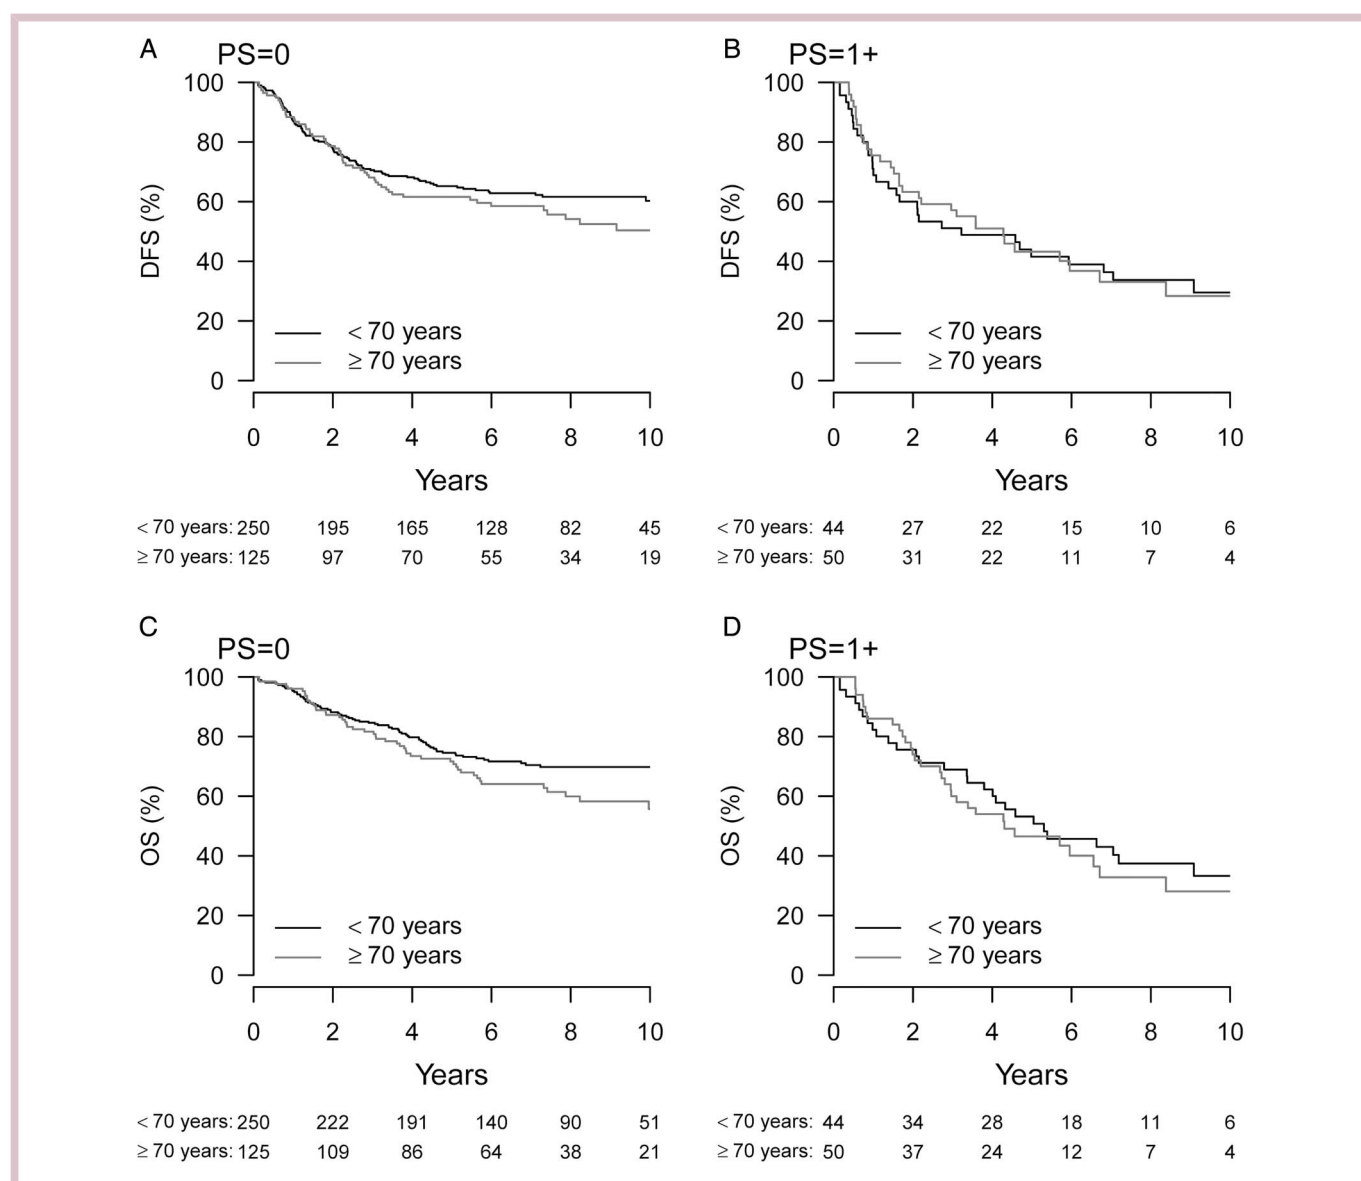 A
PS=0
DFS (%)
100
80
60
40
20
0
< 70 years
≥ 70 years
0 2 4 6 8 10
Years
< 70 years: 250 195 165 128 82 45
≥ 70 years: 125 97 70 55 34 19
B
PS=1+
DFS (%)
100
80
60
40
20
0
< 70 years
≥ 70 years
0 2 4 6 8 10
Years
< 70 years: 44 27 22 15 10 6
≥ 70 years: 50 31 22 11 7 4
C
PS=0
OS (%)
100
80
60
40
20
0
< 70 years
≥ 70 years
0 2 4 6 8 10
Years
< 70 years: 250 222 191 140 90 51
≥ 70 years: 125 109 86 64 38 21
D
PS=1+
OS (%)
100
80
60
40
20
0
< 70 years
≥ 70 years
0 2 4 6 8 10
Years
< 70 years: 44 34 28 18 11 6
≥ 70 years: 50 37 24 12 7 4